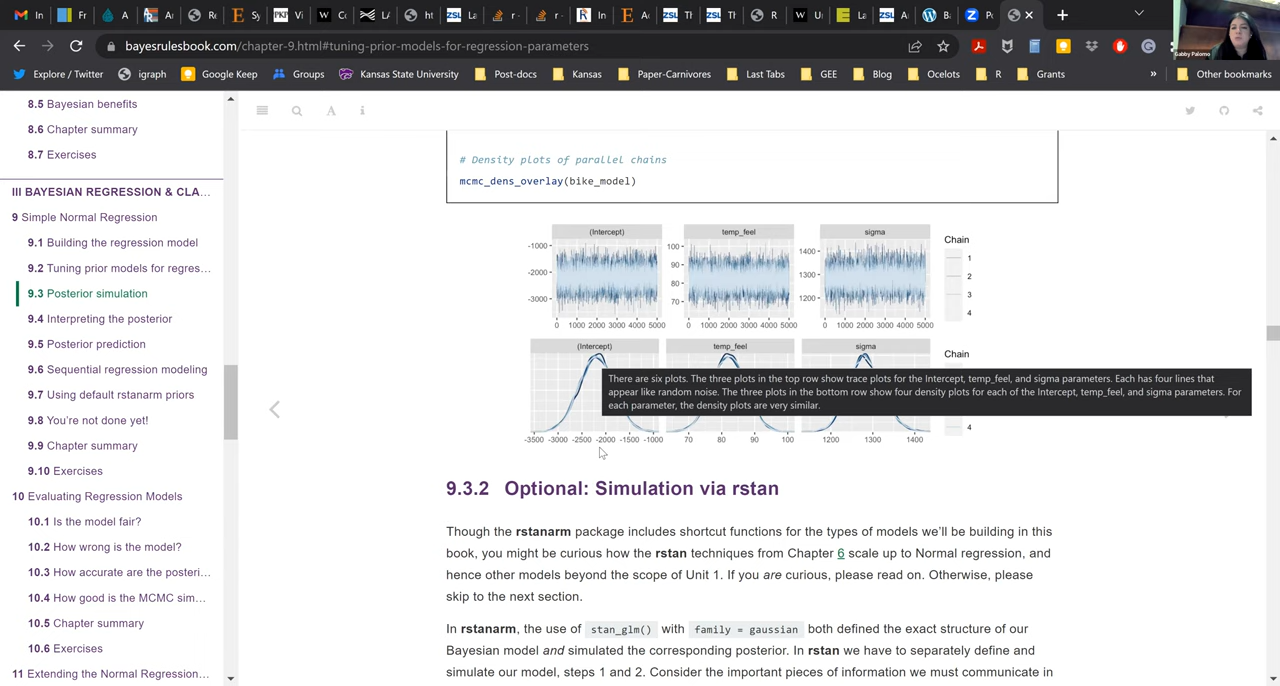 In
Fr
A
In
Re
Sy
PKP
W C
LA
ht
ZSL La
r
r
In
A
ZSL Th
ZSL Th
R
W U
La
ZSL A
B
P
bayesrulesbook.com/chapter-9.html#tuning-prior-models-for-regression-parameters
Gabby Palomo
Explore / Twitter
igraph
Google Keep
Groups
Kansas State University
Post-docs
Kansas
Paper-Carnivores
Last Tabs
GEE
Blog
Ocelots
R
Grants
»
Other bookmarks
8.5 Bayesian benefits
8.6 Chapter summary
8.7 Exercises
III BAYESIAN REGRESSION & CLA...
9 Simple Normal Regression
9.1 Building the regression model
9.2 Tuning prior models for regres...
9.3 Posterior simulation
9.4 Interpreting the posterior
9.5 Posterior prediction
9.6 Sequential regression modeling
9.7 Using default rstanarm priors
9.8 You're not done yet!
9.9 Chapter summary
9.10 Exercises
10 Evaluating Regression Models
10.1 Is the model fair?
10.2 How wrong is the model?
10.3 How accurate are the posteri...
10.4 How good is the MCMC sim...
10.5 Chapter summary
10.6 Exercises
11 Extending the Normal Regression...
# Density plots of parallel chains
mcmc_dens_overlay(bike_model)
(Intercept)
temp_feel
sigma
-1000
-2000
-3000
100
90
80
70
1400
1300
1200
0 1000 2000 3000 4000 5000
0 1000 2000 3000 4000 5000
0 1000 2000 3000 4000 5000
Chain
1
2
3
4
(Intercept)
temp_feel
sigma
Chain
4
There are six plots. The three plots in the top row show trace plots for the Intercept, temp_feel, and sigma parameters. Each has four lines that
appear like random noise. The three plots in the bottom row show four density plots for each of the Intercept, temp_feel, and sigma parameters. For
each parameter, the density plots are very similar.
-3500 -3000 -2500 -2000 -1500 -1000
70 80 90 100
1200 1300 1400
9.3.2 Optional: Simulation via rstan
Though the rstanarm package includes shortcut functions for the types of models we'll be building in this
book, you might be curious how the rstan techniques from Chapter 6 scale up to Normal regression, and
hence other models beyond the scope of Unit 1. If you are curious, please read on. Otherwise, please
skip to the next section.
In rstanarm, the use of stan_glm() with family = gaussian both defined the exact structure of our
Bayesian model and simulated the corresponding posterior. In rstan we have to separately define and
simulate our model, steps 1 and 2. Consider the important pieces of information we must communicate in